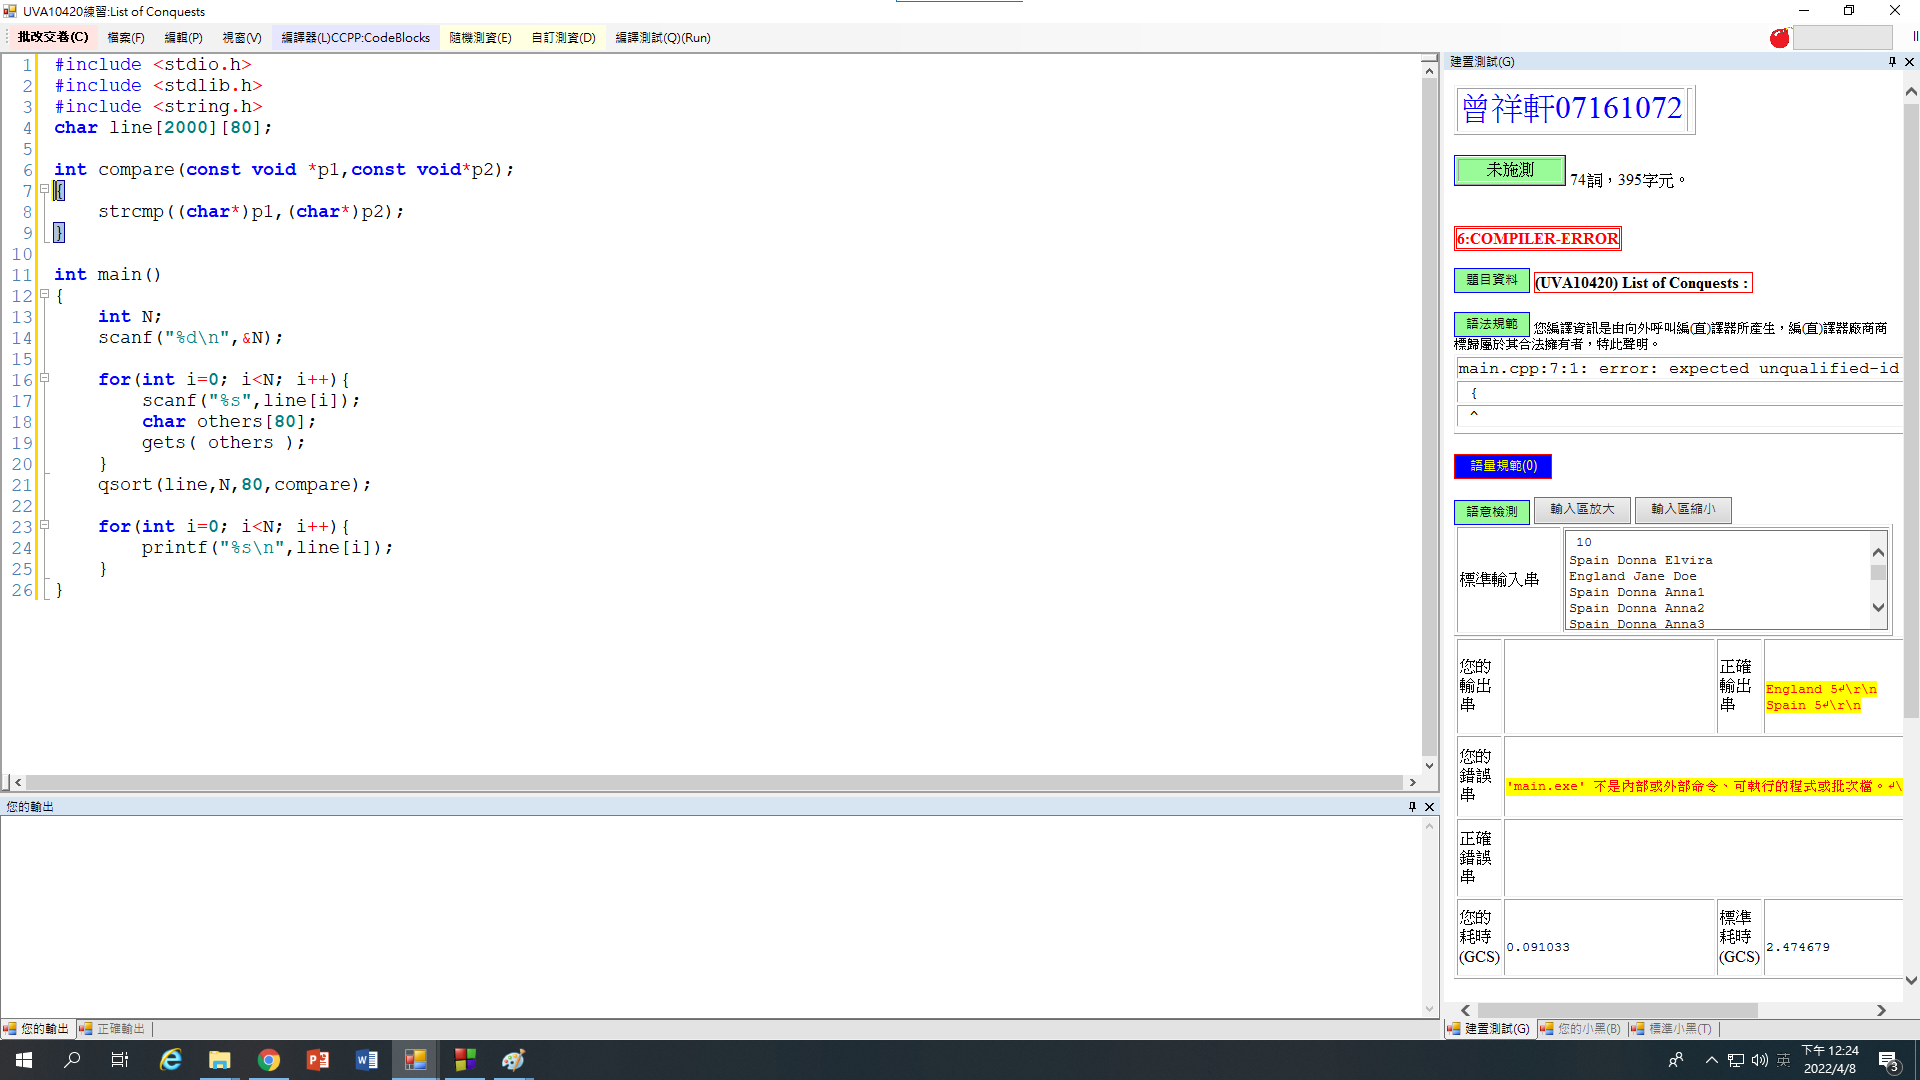 UVA10420練習:List of Conquests
批改交卷(C) 檔案(F) 編輯(P) 視窗(V) 編譯器(L)CCPP:CodeBlocks 隨機測資(E) 自訂測資(D) 編譯測試(Q)(Run)
1 #include <stdio.h>
2 #include <stdlib.h>
3 #include <string.h>
4 char line[2000][80];
5
6 int compare(const void *p1,const void*p2);
7 {
8 strcmp((char*)p1,(char*)p2);
9 }
10
11 int main()
12 {
13 int N;
14 scanf("%d\n",&N);
15
16 for(int i=0; i<N; i++){
17 scanf("%s",line[i]);
18 char others[80];
19 gets( others );
20 }
21 qsort(line,N,80,compare);
22
23 for(int i=0; i<N; i++){
24 printf("%s\n",line[i]);
25 }
26 }
您的輸出
您的輸出 正確輸出
建置測試(G)
曾祥軒07161072
未施測 74詞，395字元。
6:COMPILER-ERROR
題目資料 (UVA10420) List of Conquests :
語法規範 您編譯資訊是由向外呼叫編(直)譯器所產生，編(直)譯器廠商商
標歸屬於其合法擁有者，特此聲明。
main.cpp:7:1: error: expected unqualified-id
{
^
語量規範(0)
語意檢測 輸入區放大 輸入區縮小
標準輸入串
10
Spain Donna Elvira
England Jane Doe
Spain Donna Anna1
Spain Donna Anna2
Spain Donna Anna3
您的
輸出
串
正確
輸出
串
England 5↵\r\n
Spain 5↵\r\n
您的
錯誤
串
'main.exe' 不是內部或外部命令、可執行的程式或批次檔。↵\
正確
錯誤
串
您的
耗時
(GCS)
0.091033
標準
耗時
(GCS)
2.474679
建置測試(G) 您的小黑(B) 標準小黑(T)
英
下午 12:24
2022/4/8
3